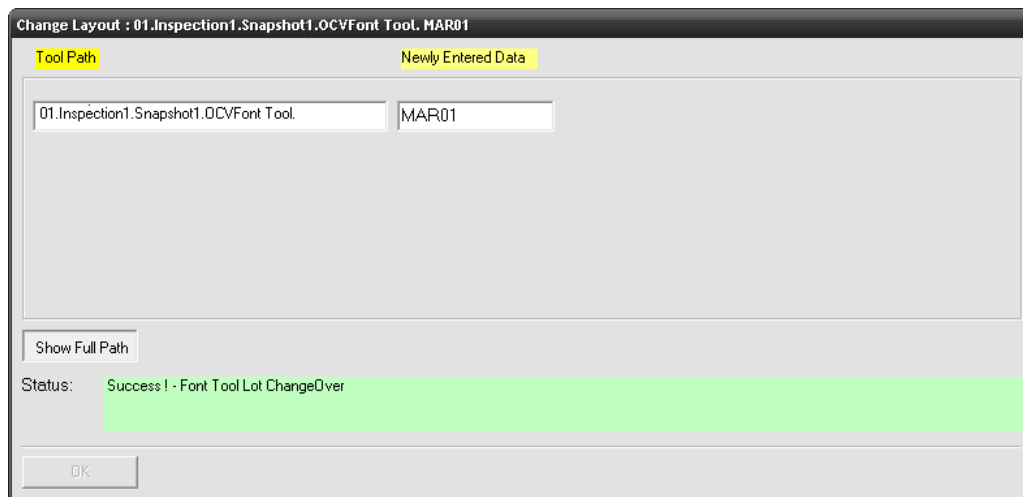 Change Layout : 01.Inspection1.Snapshot1.OCVFont Tool. MAR01
Tool Path Newly Entered Data
01.Inspection1.Snapshot1.OCVFont Tool. MAR01
Show Full Path
Status: Success ! - Font Tool Lot ChangeOver
OK